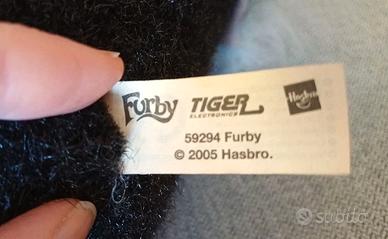 Furby TIGER ELECTRONICS Hasbro
59294 Furby
© 2005 Hasbro.
subito